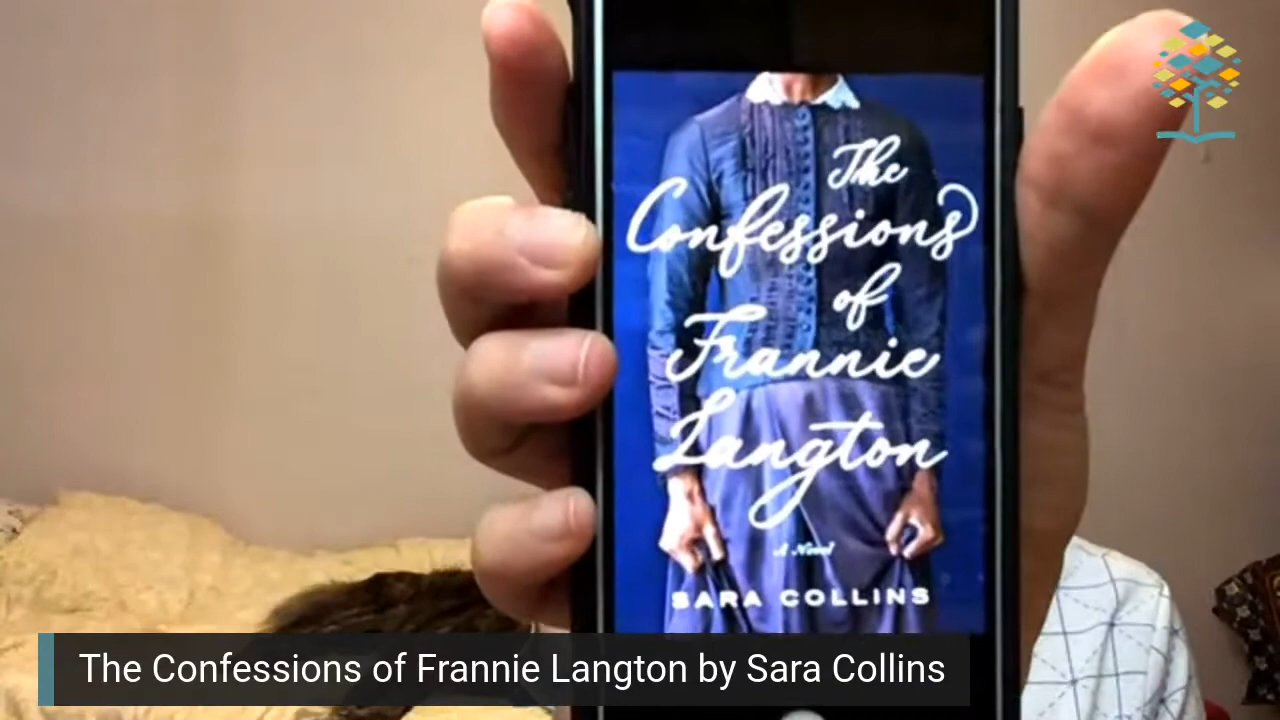 The
Confessions
of
Frannie
Langton
A Novel
SARA COLLINS
The Confessions of Frannie Langton by Sara Collins